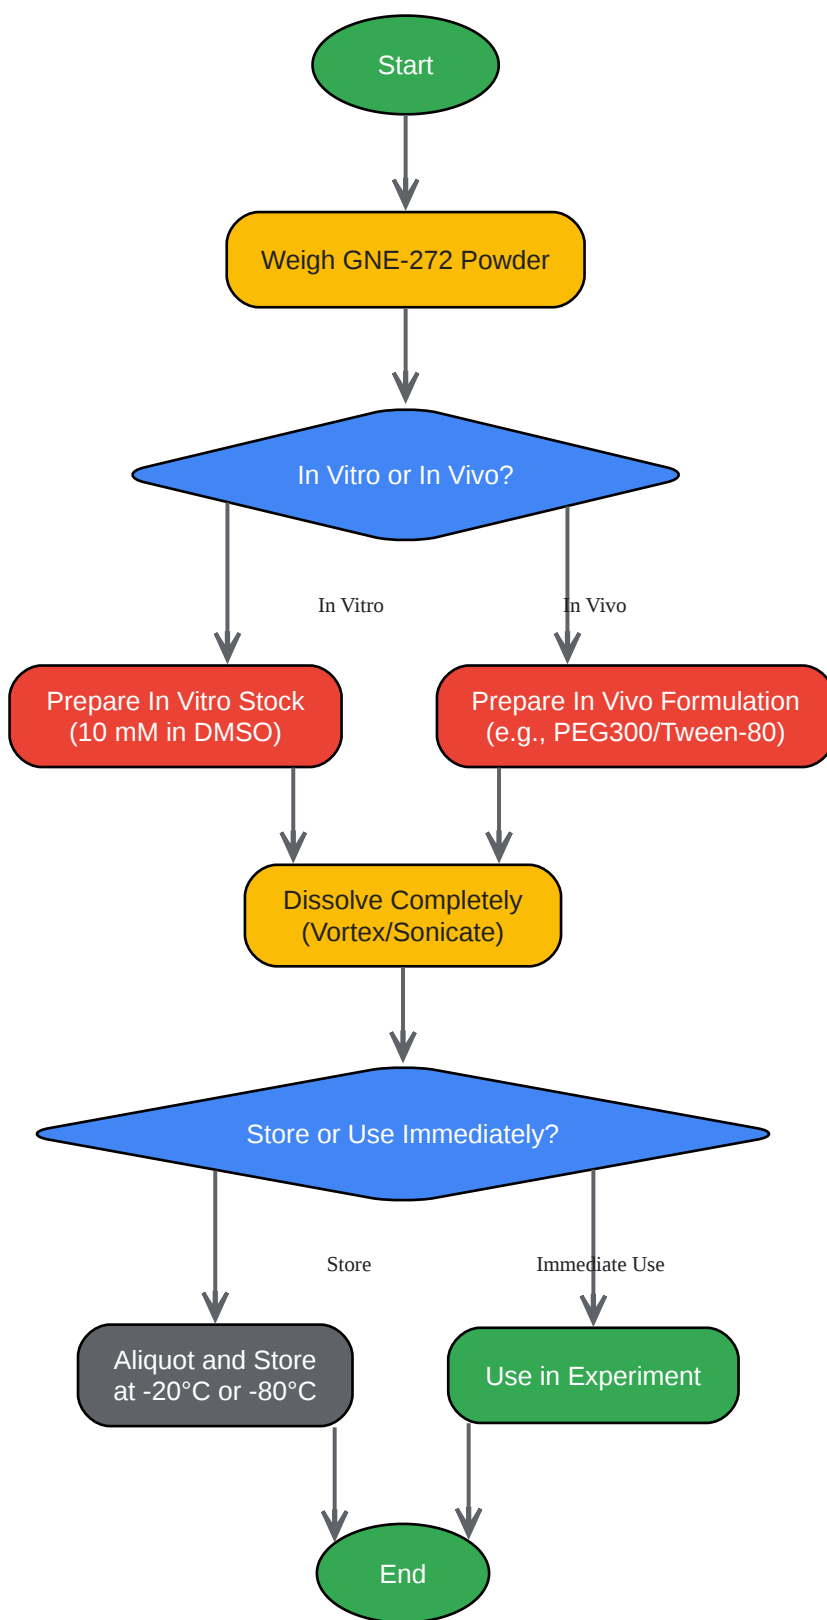 Start
Weigh GNE-272 Powder
In Vitro or In Vivo?
In Vitro
In Vivo
Prepare In Vitro Stock
(10 mM in DMSO)
Prepare In Vivo Formulation
(e.g., PEG300/Tween-80)
Dissolve Completely
(Vortex/Sonicate)
Store or Use Immediately?
Store
Immediate Use
Aliquot and Store
at -20°C or -80°C
Use in Experiment
End